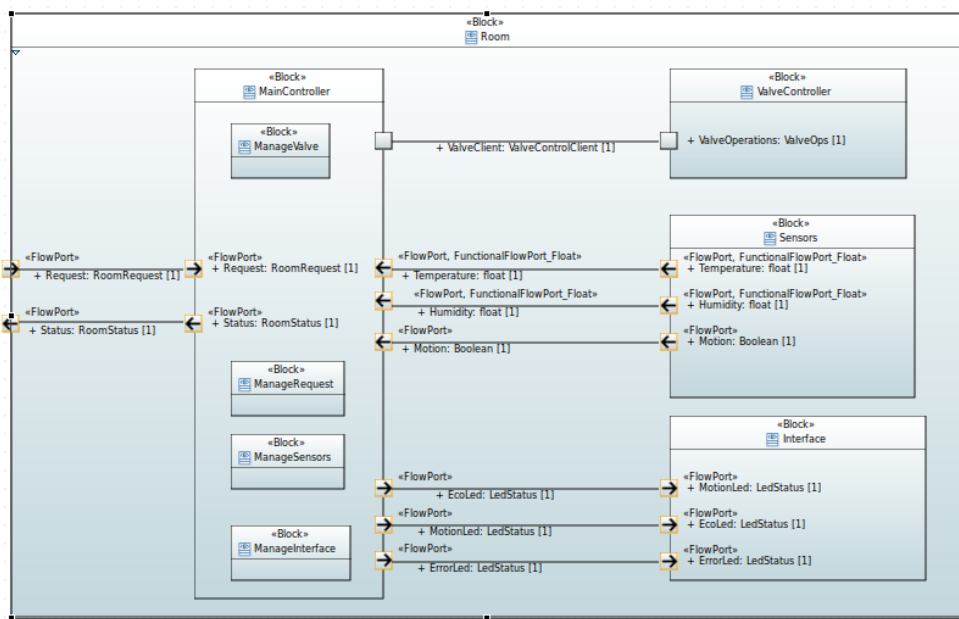 «Block»
Room
«Block»
MainController
«Block»
ManageValve
+ ValveClient: ValveControlClient [1]
«Block»
ValveController
+ ValveOperations: ValveOps [1]
«FlowPort»
+ Request: RoomRequest [1]
«FlowPort»
+ Request: RoomRequest [1]
«FlowPort»
+ Status: RoomStatus [1]
«FlowPort»
+ Status: RoomStatus [1]
«FlowPort, FunctionalFlowPort_Float»
+ Temperature: float [1]
«FlowPort, FunctionalFlowPort_Float»
+ Humidity: float [1]
«FlowPort»
+ Motion: Boolean [1]
«Block»
Sensors
«FlowPort, FunctionalFlowPort_Float»
+ Temperature: float [1]
«FlowPort, FunctionalFlowPort_Float»
+ Humidity: float [1]
«FlowPort»
+ Motion: Boolean [1]
«Block»
ManageRequest
«Block»
ManageSensors
«Block»
ManageInterface
«FlowPort»
+ EcoLed: LedStatus [1]
«FlowPort»
+ MotionLed: LedStatus [1]
«FlowPort»
+ ErrorLed: LedStatus [1]
«Block»
Interface
«FlowPort»
+ MotionLed: LedStatus [1]
«FlowPort»
+ EcoLed: LedStatus [1]
«FlowPort»
+ ErrorLed: LedStatus [1]